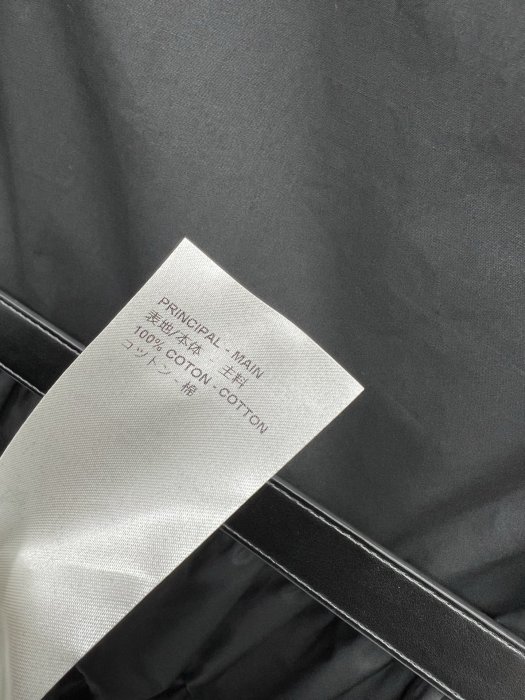 PRINCIPAL - MAIN
表地/本体 - 主料
100% COTON - COTTON
コットン - 棉